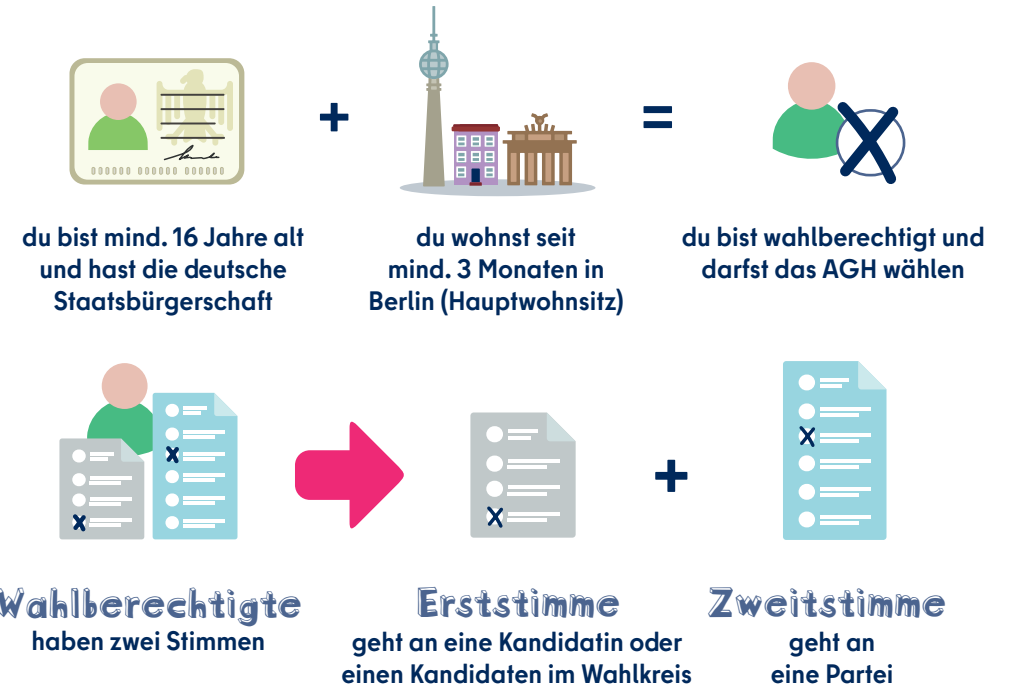 +
=
du bist mind. 16 Jahre alt
und hast die deutsche
Staatsbürgerschaft
du wohnst seit
mind. 3 Monaten in
Berlin (Hauptwohnsitz)
du bist wahlberechtigt und
darfst das AGH wählen
+
Wahlberechtigte
haben zwei Stimmen
Erststimme
geht an eine Kandidatin oder
einen Kandidaten im Wahlkreis
Zweitstimme
geht an
eine Partei